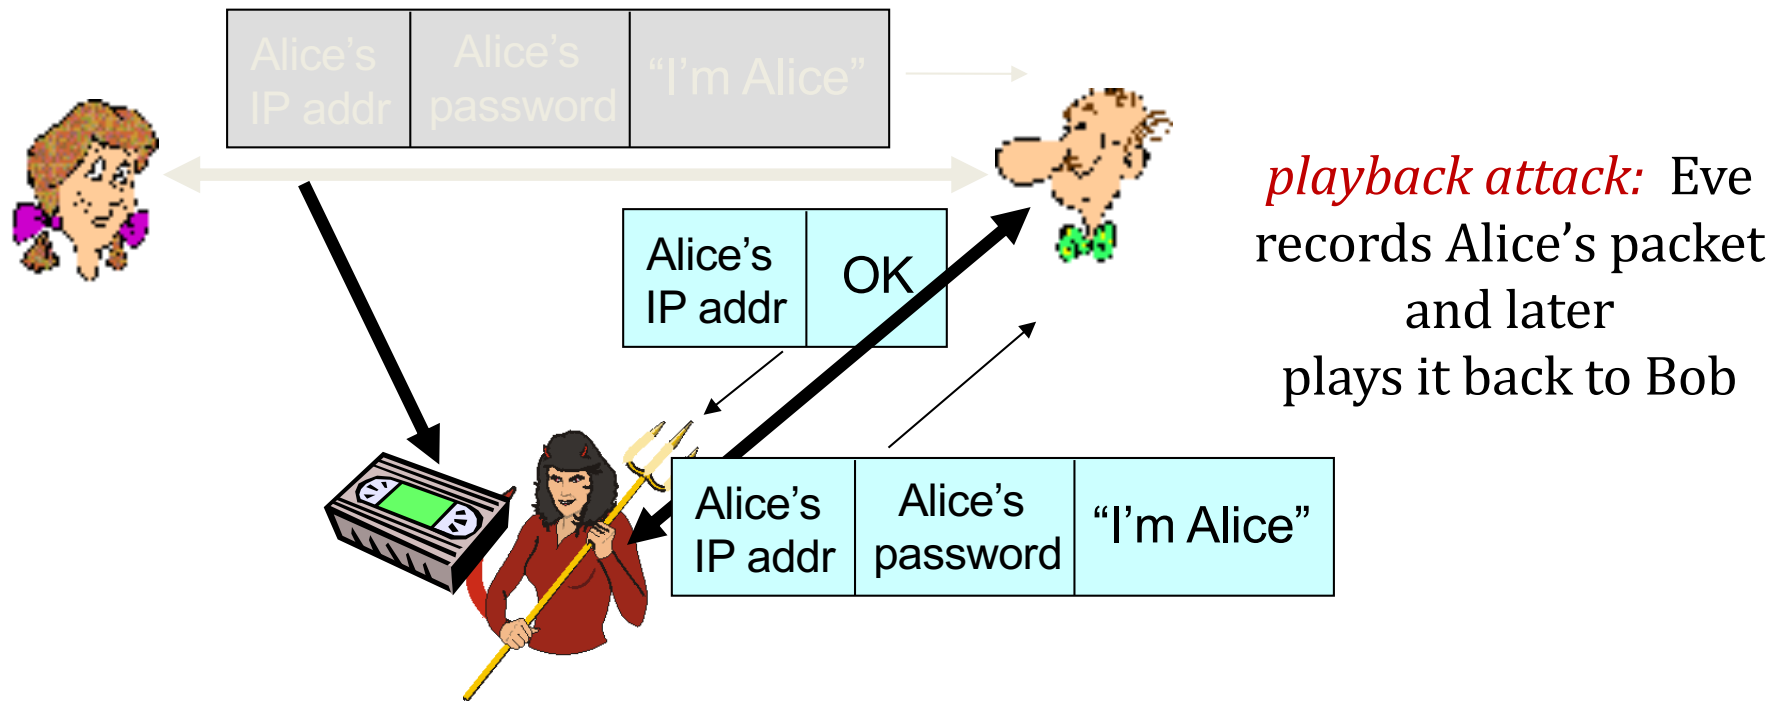 Alice’s
IP addr
Alice’s
password
“I’m Alice”
playback attack: Eve
records Alice’s packet
and later
plays it back to Bob
Alice’s
IP addr
OK
Alice’s
IP addr
Alice’s
password
“I’m Alice”